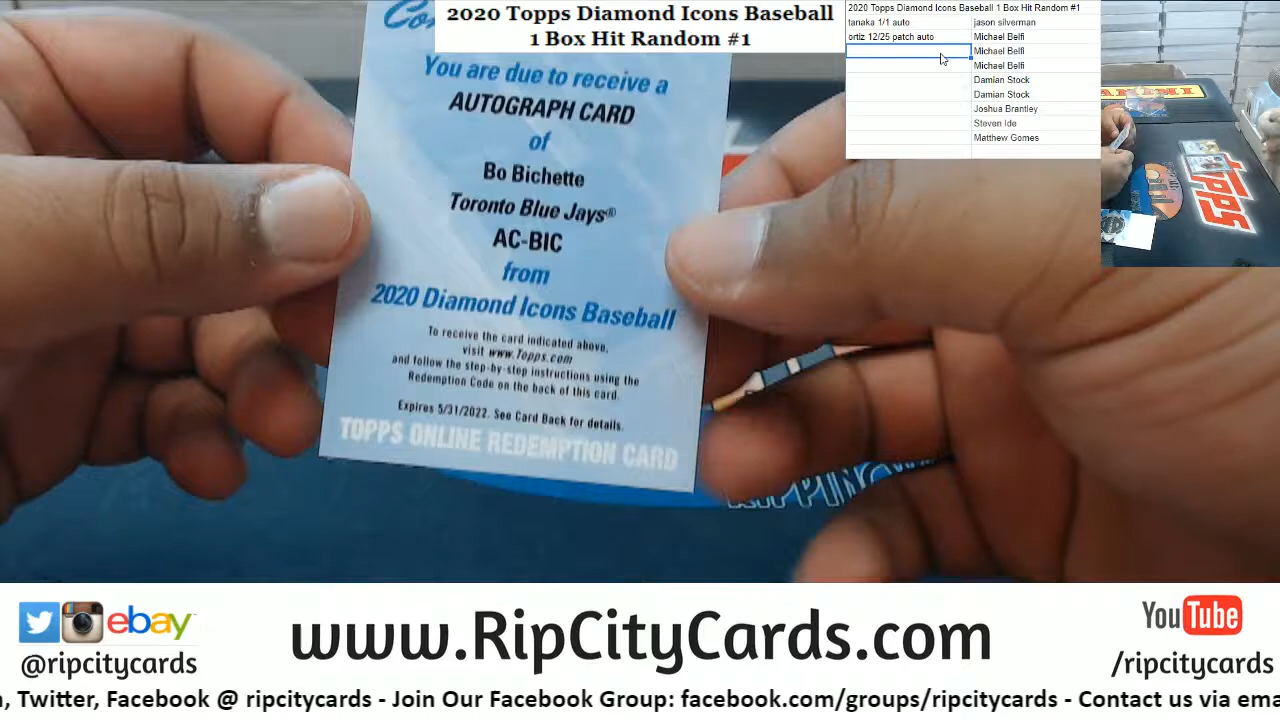 2020 Topps Diamond Icons Baseball
1 Box Hit Random #1
2020 Topps Diamond Icons Baseball 1 Box Hit Random #1
tanaka 1/1 auto jason silverman
ortiz 12/25 patch auto Michael Belfi
Michael Belfi
Michael Belfi
Damian Stock
Damian Stock
Joshua Brantley
Steven Ide
Matthew Gomes
You are due to receive a
AUTOGRAPH CARD
of
Bo Bichette
Toronto Blue Jays®
AC-BIC
from
2020 Diamond Icons Baseball
To receive the card indicated above,
visit www.Topps.com
and follow the step-by-step instructions using the
Redemption Code on the back of this card.
Expires 5/31/2022. See Card Back for details.
TOPPS ONLINE REDEMPTION CARD
RIPPING
topps
ebay
@ripcitycards
www.RipCityCards.com
YouTube
/ripcitycards
, Twitter, Facebook @ ripcitycards - Join Our Facebook Group: facebook.com/groups/ripcitycards - Contact us via